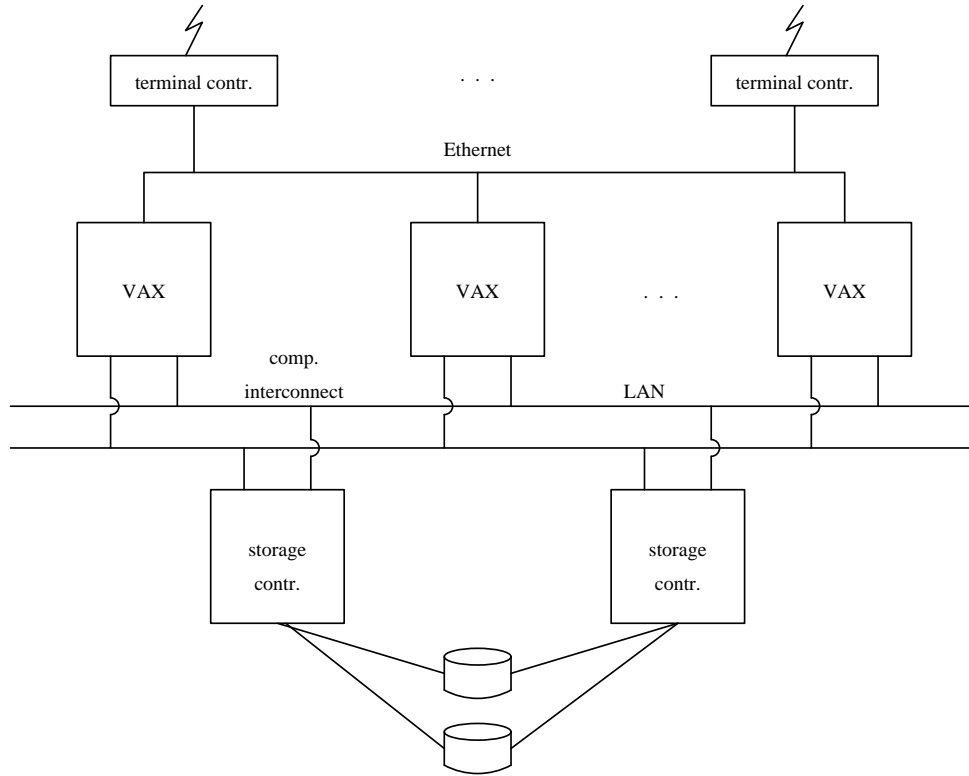 terminal contr.
. . .
terminal contr.
Ethernet
VAX
VAX
. . .
VAX
comp.
interconnect
LAN
storage
contr.
storage
contr.